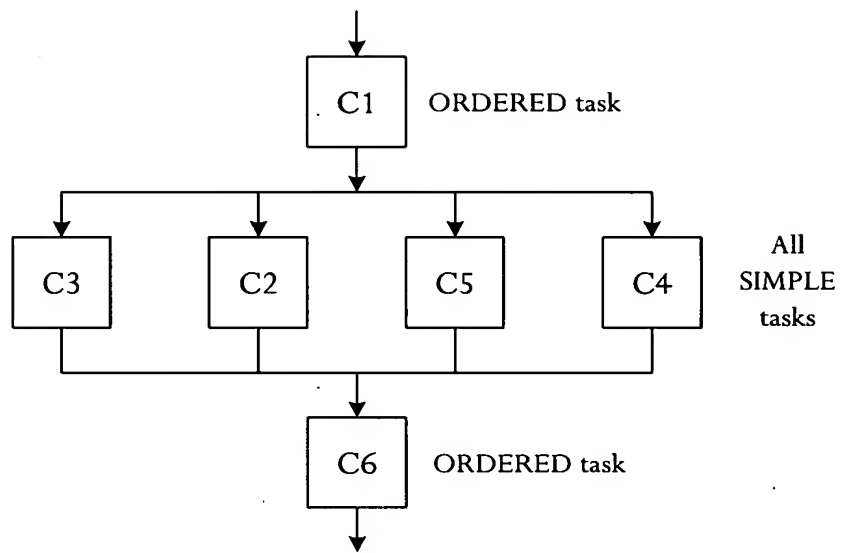 C1 ORDERED task
C3 C2 C5 C4
All
SIMPLE
tasks
C6 ORDERED task